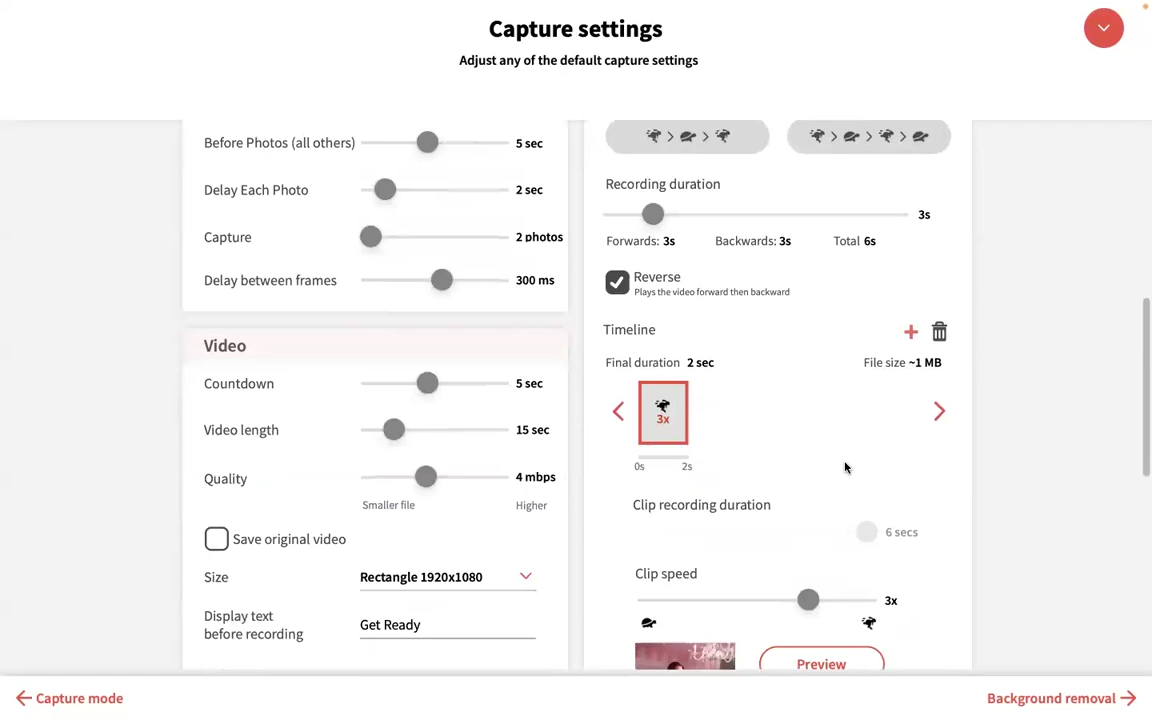 Capture settings
Adjust any of the default capture settings
Before Photos (all others) 5 sec
Delay Each Photo 2 sec
Capture 2 photos
Delay between frames 300 ms
Video
Countdown 5 sec
Video length 15 sec
Quality 4 mbps
Smaller file Higher
Save original video
Size Rectangle 1920x1080
Display text
before recording Get Ready
Recording duration
3s
Forwards: 3s Backwards: 3s Total 6s
Reverse
Plays the video forward then backward
Timeline
Final duration 2 sec File size ~1 MB
3x
0s 2s
Clip recording duration
6 secs
Clip speed
3x
Preview
Capture mode
Background removal